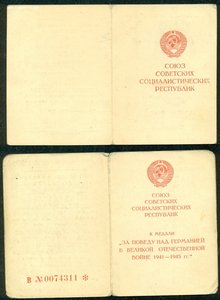 СОЮЗ
СОВЕТСКИХ
СОЦИАЛИСТИЧЕСКИХ
РЕСПУБЛИК
СОЮЗ
СОВЕТСКИХ
СОЦИАЛИСТИЧЕСКИХ
РЕСПУБЛИК
К МЕДАЛИ
"ЗА ПОБЕДУ НАД ГЕРМАНИЕЙ
В ВЕЛИКОЙ ОТЕЧЕСТВЕННОЙ
ВОЙНЕ 1941—1945 гг."
В № 0074311 ✻